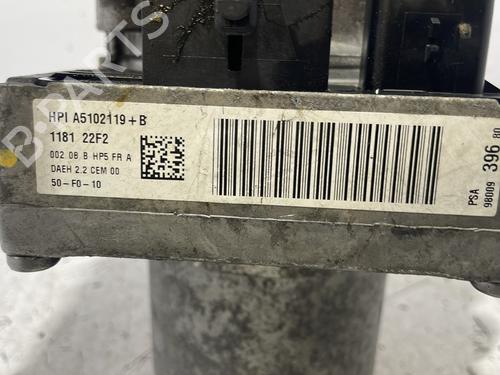 HPI A5102119+B
1181 22F2
002 08.B HP5 FR A
DAEH 2.2 CEM 00
50-F0-10
PSA
98009 396 80
B-PARTS